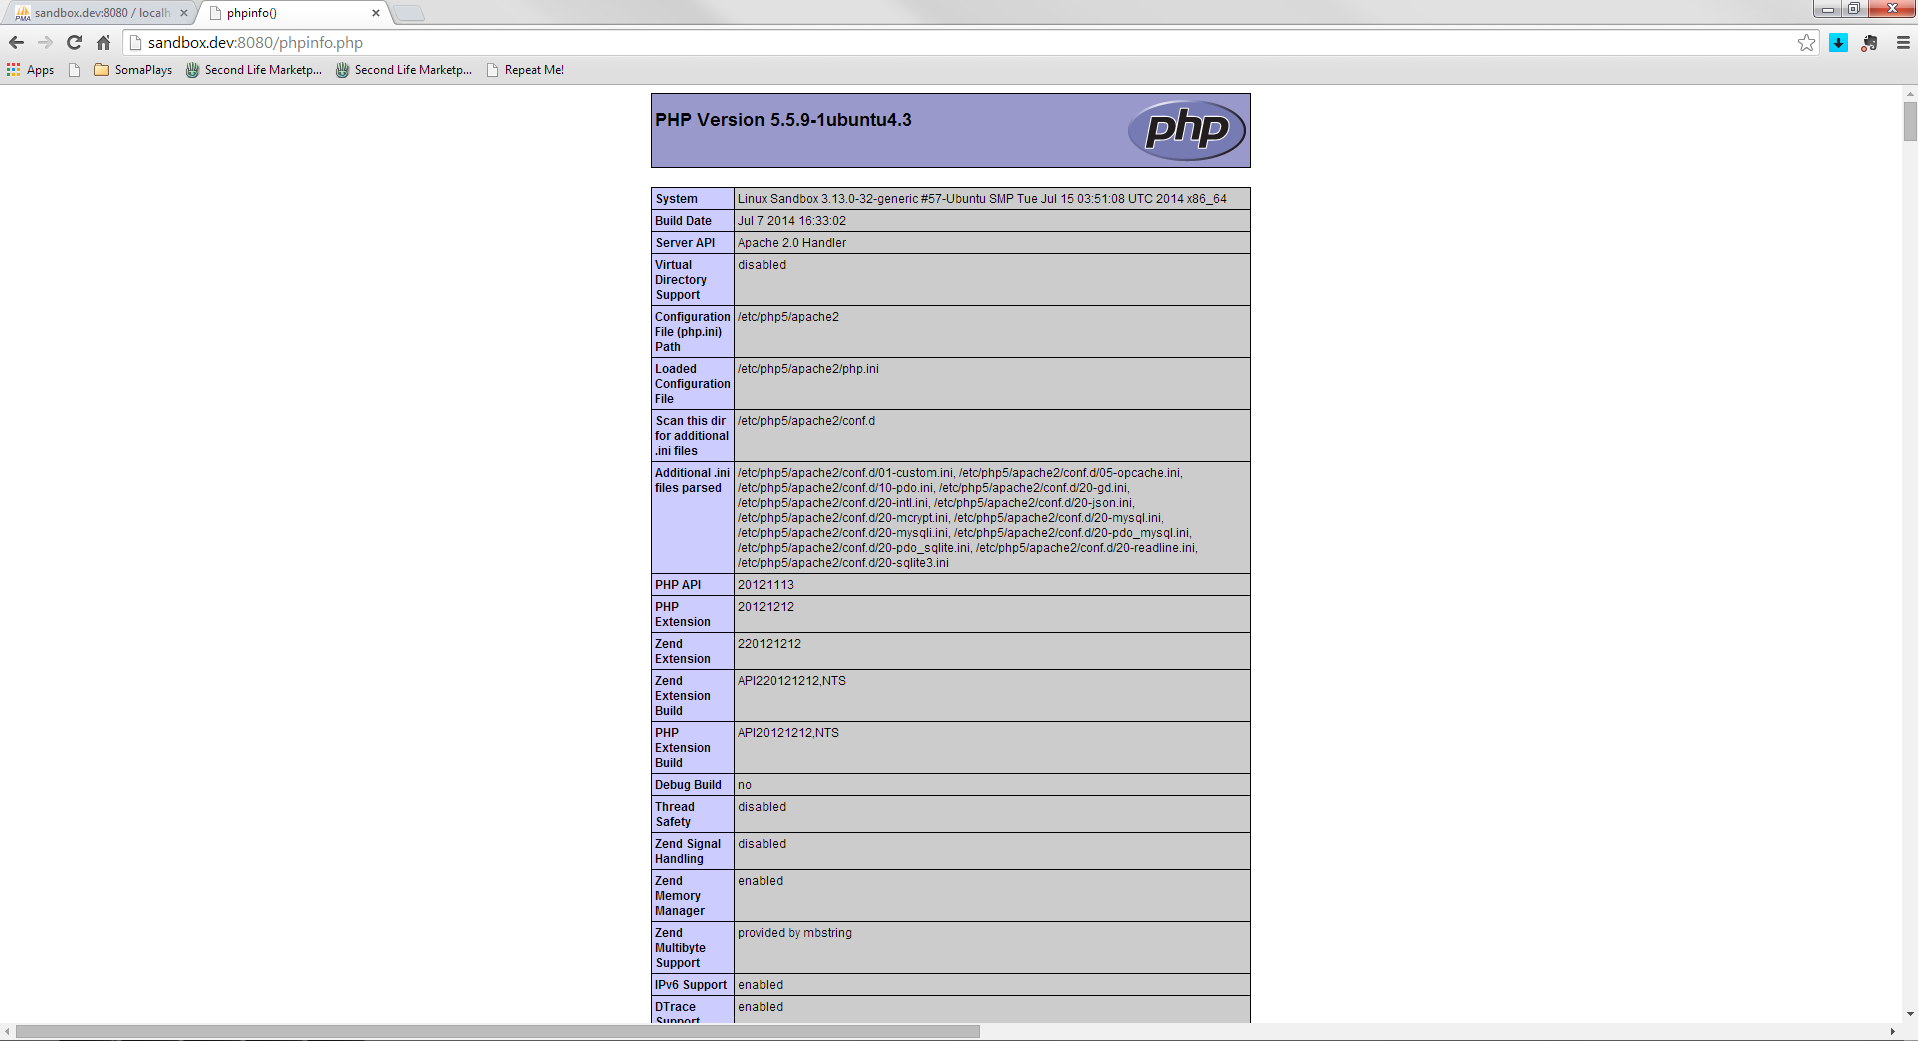 PMA sandbox.dev:8080 / localh
phpinfo()
sandbox.dev:8080/phpinfo.php
Apps
SomaPlays
Second Life Marketp...
Second Life Marketp...
Repeat Me!
PHP Version 5.5.9-1ubuntu4.3
php
System
Linux Sandbox 3.13.0-32-generic #57-Ubuntu SMP Tue Jul 15 03:51:08 UTC 2014 x86_64
Build Date
Jul 7 2014 16:33:02
Server API
Apache 2.0 Handler
Virtual
Directory
Support
disabled
Configuration
File (php.ini)
Path
/etc/php5/apache2
Loaded
Configuration
File
/etc/php5/apache2/php.ini
Scan this dir
for additional
.ini files
/etc/php5/apache2/conf.d
Additional .ini
files parsed
/etc/php5/apache2/conf.d/01-custom.ini, /etc/php5/apache2/conf.d/05-opcache.ini,
/etc/php5/apache2/conf.d/10-pdo.ini, /etc/php5/apache2/conf.d/20-gd.ini,
/etc/php5/apache2/conf.d/20-intl.ini, /etc/php5/apache2/conf.d/20-json.ini,
/etc/php5/apache2/conf.d/20-mcrypt.ini, /etc/php5/apache2/conf.d/20-mysql.ini,
/etc/php5/apache2/conf.d/20-mysqli.ini, /etc/php5/apache2/conf.d/20-pdo_mysql.ini,
/etc/php5/apache2/conf.d/20-pdo_sqlite.ini, /etc/php5/apache2/conf.d/20-readline.ini,
/etc/php5/apache2/conf.d/20-sqlite3.ini
PHP API
20121113
PHP
Extension
20121212
Zend
Extension
220121212
Zend
Extension
Build
API220121212,NTS
PHP
Extension
Build
API20121212,NTS
Debug Build
no
Thread
Safety
disabled
Zend Signal
Handling
disabled
Zend
Memory
Manager
enabled
Zend
Multibyte
Support
provided by mbstring
IPv6 Support
enabled
DTrace
Support
enabled